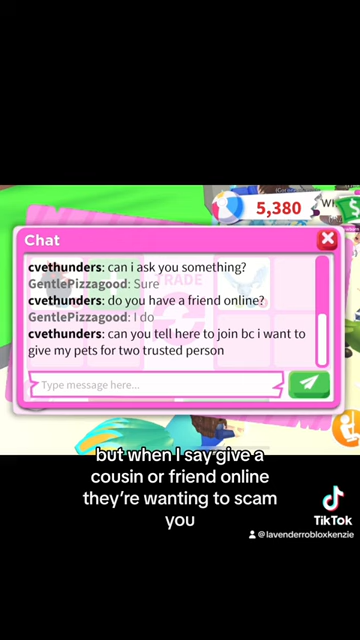 5,380
Chat
TRADE
cvethunders: can i ask you something?
GentlePizzagood: Sure
cvethunders: do you have a friend online?
GentlePizzagood: I do
cvethunders: can you tell here to join bc i want to
give my pets for two trusted person
Type message here...
but when I say give a
cousin or friend online
they're wanting to scam
you
TikTok
@lavenderrobloxkenzie